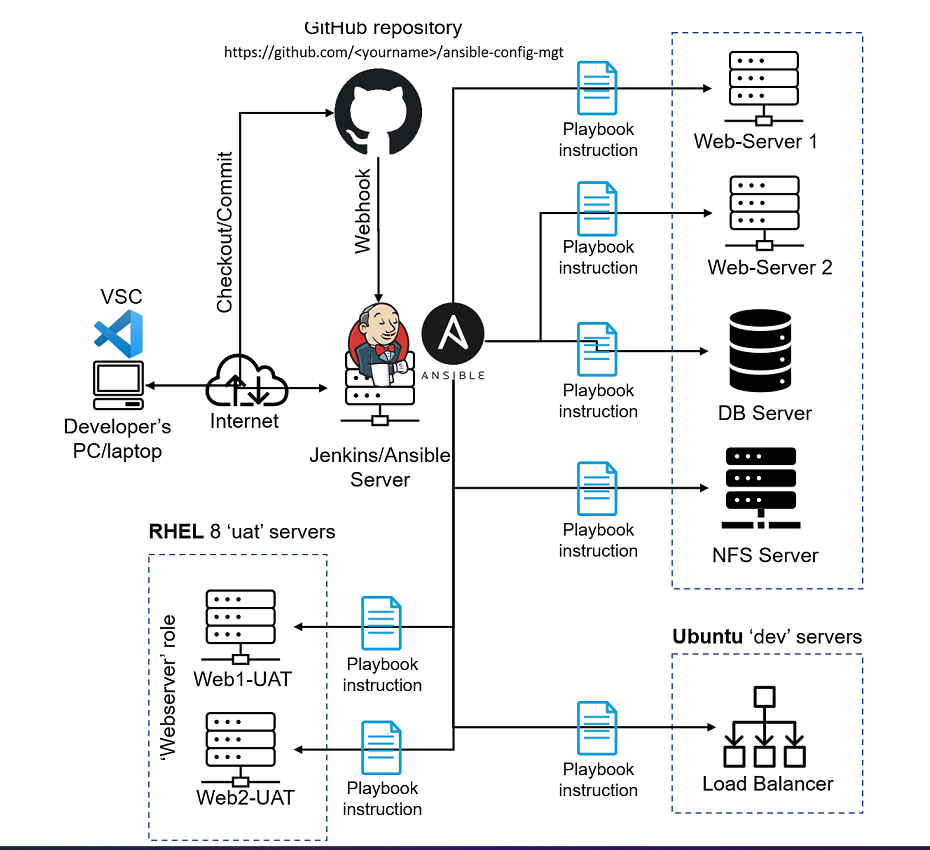 GitHub repository
https://github.com/<yourname>/ansible-config-mgt
Checkout/Commit
Webhook
VSC
Developer's
PC/laptop
Internet
Jenkins/Ansible
Server
ANSIBLE
Playbook
instruction
Web-Server 1
Playbook
instruction
Web-Server 2
Playbook
instruction
DB Server
Playbook
instruction
NFS Server
RHEL 8 ‘uat’ servers
‘Webserver’ role
Web1-UAT
Playbook
instruction
Web2-UAT
Playbook
instruction
Ubuntu ‘dev’ servers
Playbook
instruction
Load Balancer